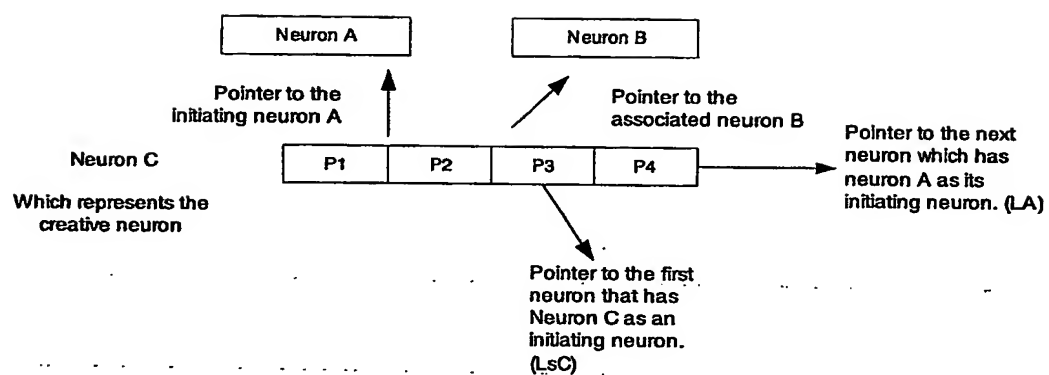 Neuron A
Neuron B
Pointer to the
initiating neuron A
Pointer to the
associated neuron B
Pointer to the next
neuron which has
neuron A as its
initiating neuron. (LA)
Neuron C
P1 P2 P3 P4
Which represents the
creative neuron
Pointer to the first
neuron that has
Neuron C as an
initiating neuron.
(LsC)